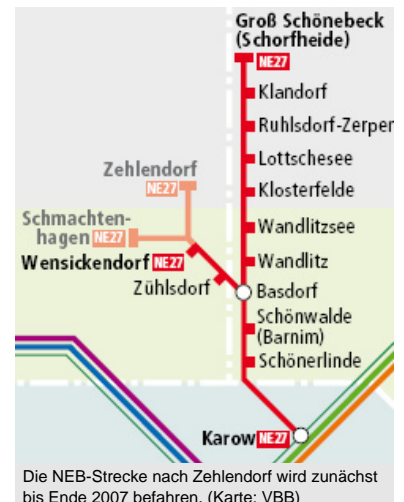 Groß Schönebeck
(Schorfheide)
NE27
Klandorf
Ruhlsdorf-Zerpen
Lottschesee
Zehlendorf
NE27
Klosterfelde
Schmachten-
hagen NE27
Wandlitzsee
Wensickendorf NE27
Wandlitz
Zühlsdorf
Basdorf
Schönwalde
(Barnim)
Schönerlinde
Karow NE27
Die NEB-Strecke nach Zehlendorf wird zunächst
bis Ende 2007 befahren. (Karte: VBB)